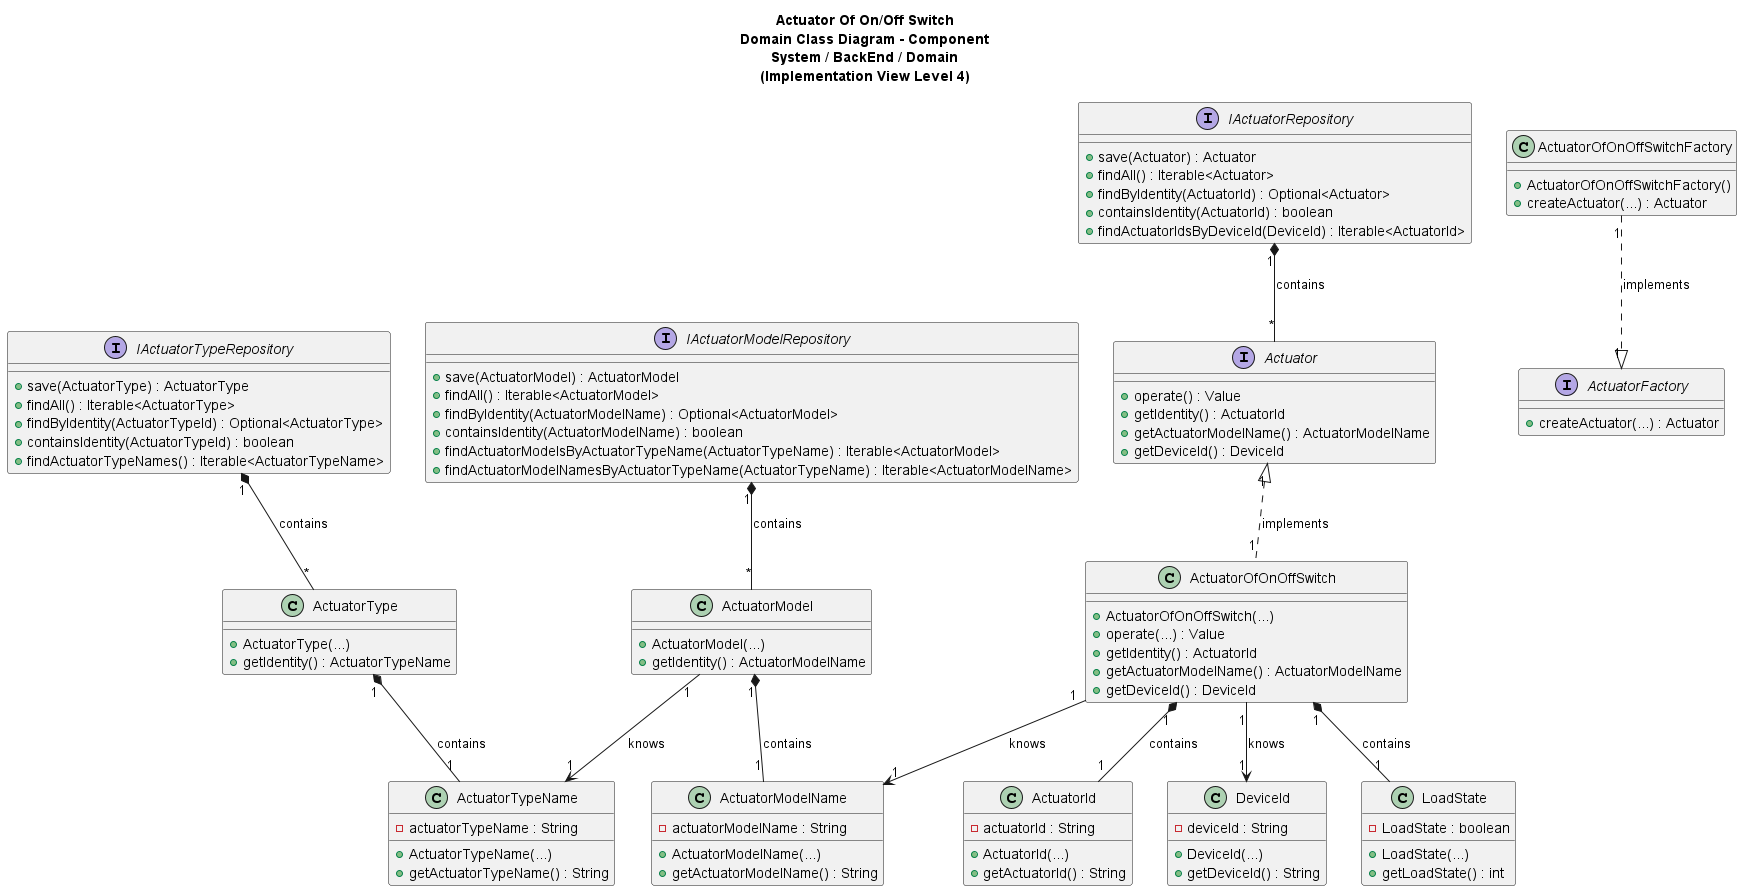 Actuator Of On/Off Switch
Domain Class Diagram - Component
System / BackEnd / Domain
(Implementation View Level 4)
I IActuatorRepository
save(Actuator) : Actuator
findAll() : Iterable<Actuator>
findByIdentity(ActuatorId) : Optional<Actuator>
containsIdentity(ActuatorId) : boolean
findActuatorIdsByDeviceId(DeviceId) : Iterable<ActuatorId>
C ActuatorOfOnOffSwitchFactory
ActuatorOfOnOffSwitchFactory()
createActuator(...) : Actuator
1
contains
*
1
implements
1
I IActuatorTypeRepository
save(ActuatorType) : ActuatorType
findAll() : Iterable<ActuatorType>
findByIdentity(ActuatorTypeId) : Optional<ActuatorType>
containsIdentity(ActuatorTypeId) : boolean
findActuatorTypeNames() : Iterable<ActuatorTypeName>
I IActuatorModelRepository
save(ActuatorModel) : ActuatorModel
findAll() : Iterable<ActuatorModel>
findByIdentity(ActuatorModelName) : Optional<ActuatorModel>
containsIdentity(ActuatorModelName) : boolean
findActuatorModelsByActuatorTypeName(ActuatorTypeName) : Iterable<ActuatorModel>
findActuatorModelNamesByActuatorTypeName(ActuatorTypeName) : Iterable<ActuatorModelName>
I Actuator
operate() : Value
getIdentity() : ActuatorId
getActuatorModelName() : ActuatorModelName
getDeviceId() : DeviceId
I ActuatorFactory
createActuator(...) : Actuator
1
contains
*
1
contains
*
1
implements
1
C ActuatorType
ActuatorType(...)
getIdentity() : ActuatorTypeName
C ActuatorModel
ActuatorModel(...)
getIdentity() : ActuatorModelName
C ActuatorOfOnOffSwitch
ActuatorOfOnOffSwitch(...)
operate(...) : Value
getIdentity() : ActuatorId
getActuatorModelName() : ActuatorModelName
getDeviceId() : DeviceId
1
contains
1
1
knows
1
1
contains
1
1
knows
1
1
contains
1
1
knows
1
1
contains
1
C ActuatorTypeName
actuatorTypeName : String
ActuatorTypeName(...)
getActuatorTypeName() : String
C ActuatorModelName
actuatorModelName : String
ActuatorModelName(...)
getActuatorModelName() : String
C ActuatorId
actuatorId : String
ActuatorId(...)
getActuatorId() : String
C DeviceId
deviceId : String
DeviceId(...)
getDeviceId() : String
C LoadState
LoadState : boolean
LoadState(...)
getLoadState() : int